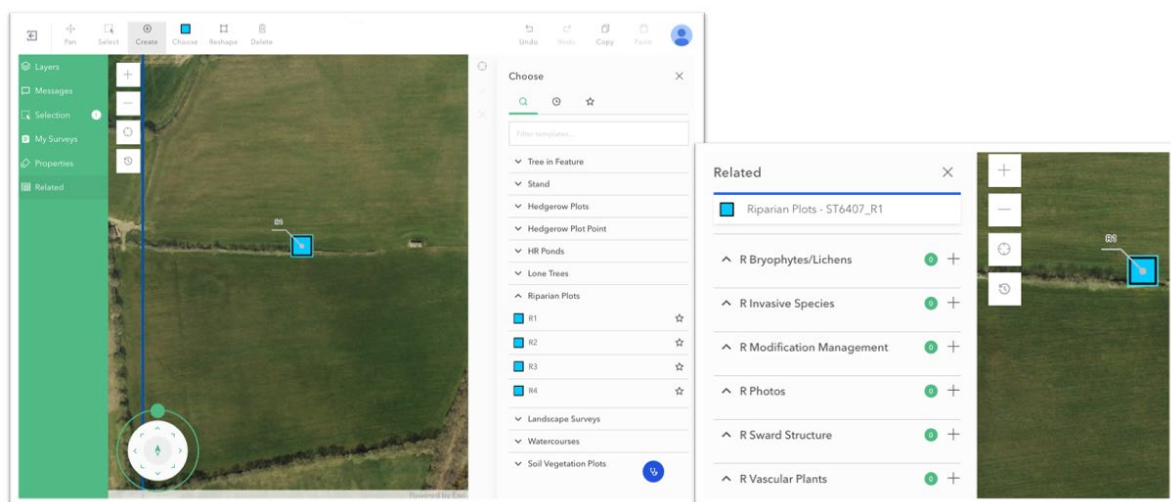 Pan
Select
Create
Choose
Reshape
Delete
Undo
Redo
Copy
Paste
Layers
Messages
Selection
My Surveys
Properties
Related
R1
Powered by Esri
Choose
Filter templates...
Tree in Feature
Stand
Hedgerow Plots
Hedgerow Plot Point
HR Ponds
Lone Trees
Riparian Plots
R1
R2
R3
R4
Landscape Surveys
Watercourses
Soil Vegetation Plots
Related
Riparian Plots - ST6407_R1
R Bryophytes/Lichens 0
R Invasive Species 0
R Modification Management 0
R Photos 0
R Sward Structure 0
R Vascular Plants 0
R1